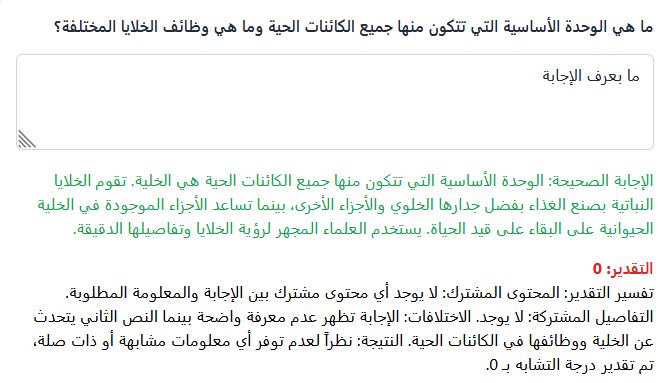 ما هي الوحدة الأساسية التي تتكون منها جميع الكائنات الحية وما هي وظائف الخلايا المختلفة؟
ما بعرف الإجابة
الإجابة الصحيحة: الوحدة الأساسية التي تتكون منها جميع الكائنات الحية هي الخلية. تقوم الخلايا
النباتية بصنع الغذاء بفضل جدارها الخلوي والأجزاء الأخرى، بينما تساعد الأجزاء الموجودة في الخلية
الحيوانية على البقاء على قيد الحياة. يستخدم العلماء المجهر لرؤية الخلايا وتفاصيلها الدقيقة.
التقدير: 0
تفسير التقدير: المحتوى المشترك: لا يوجد أي محتوى مشترك بين الإجابة والمعلومة المطلوبة.
التفاصيل المشتركة: لا يوجد. الاختلافات: الإجابة تظهر عدم معرفة واضحة بينما النص الثاني يتحدث
عن الخلية ووظائفها في الكائنات الحية. النتيجة: نظراً لعدم توفر أي معلومات مشابهة أو ذات صلة،
تم تقدير درجة التشابه بـ 0.